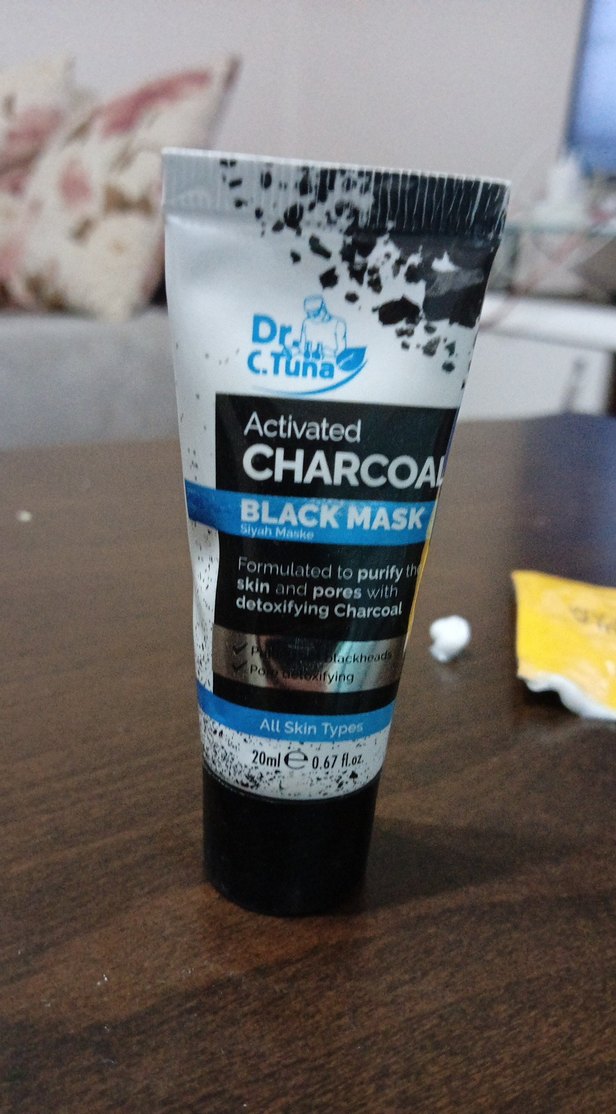 Dr.
C.Tuna
Activated
CHARCOAL
BLACK MASK
Siyah Maske
Formulated to purify the
skin and pores with
detoxifying Charcoal
blackheads
Pore detoxifying
All Skin Types
20ml e 0.67 fl.oz.